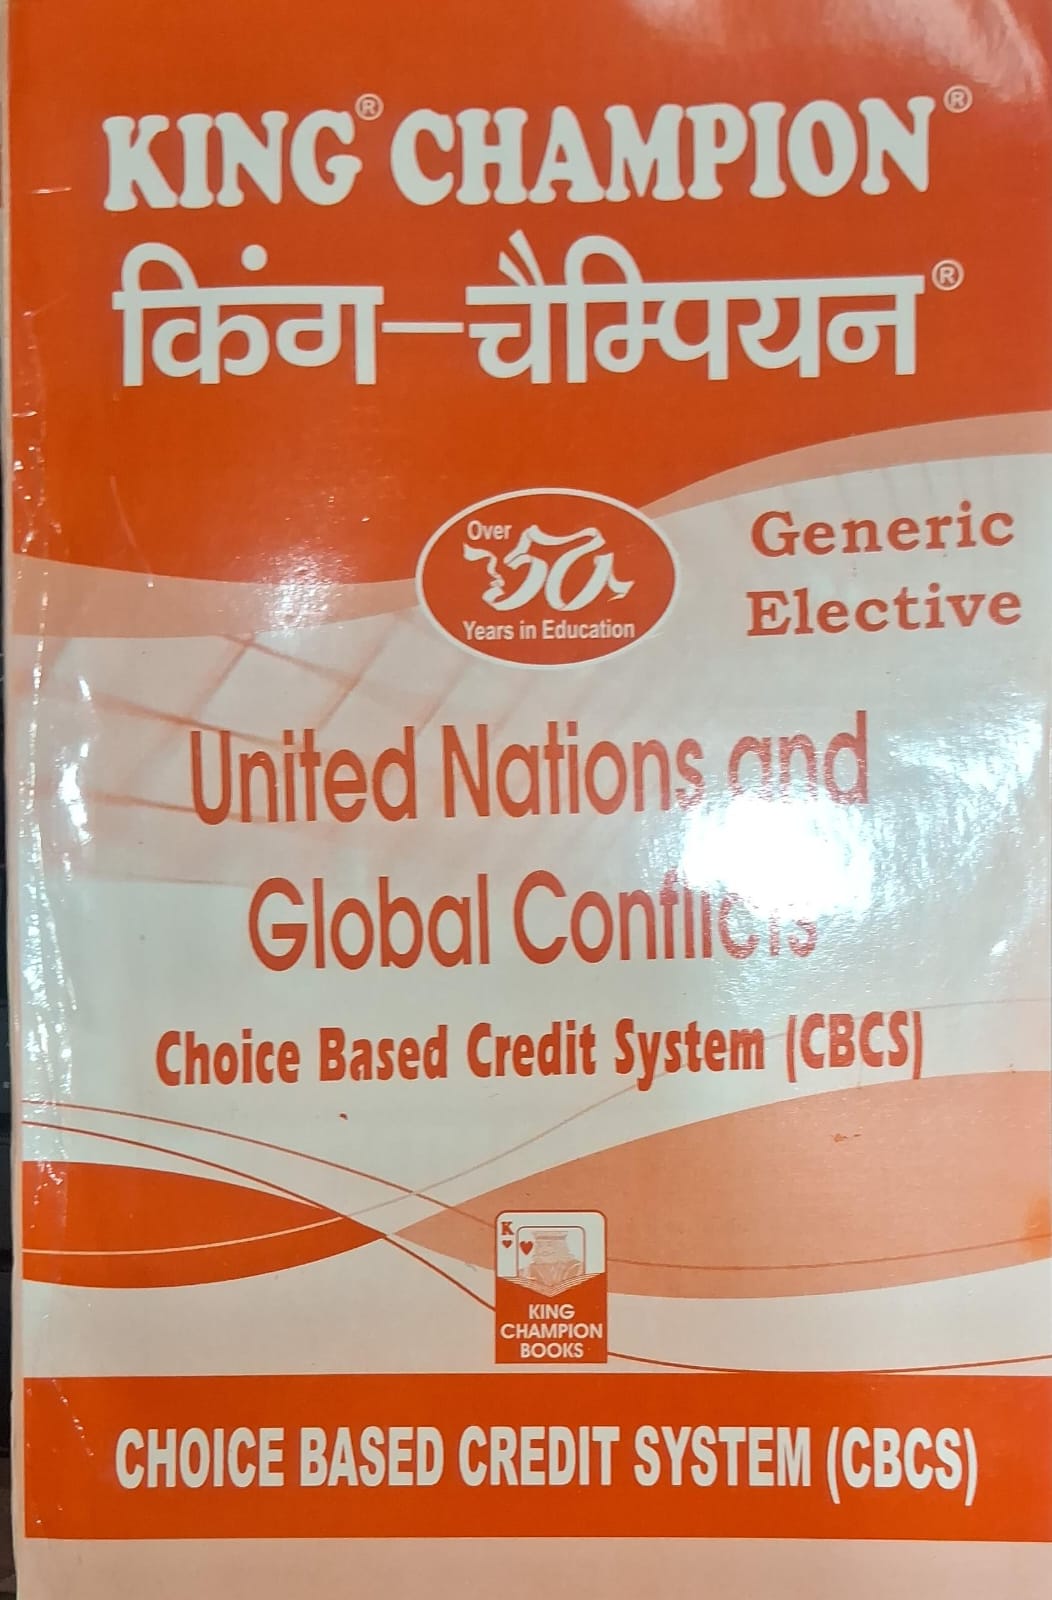 KING® CHAMPION®
किंग–चैम्पियन®
Over
50
Years in Education
Generic
Elective
United Nations and
Global Conflicts
Choice Based Credit System (CBCS)
K
KING
CHAMPION
BOOKS
CHOICE BASED CREDIT SYSTEM (CBCS)